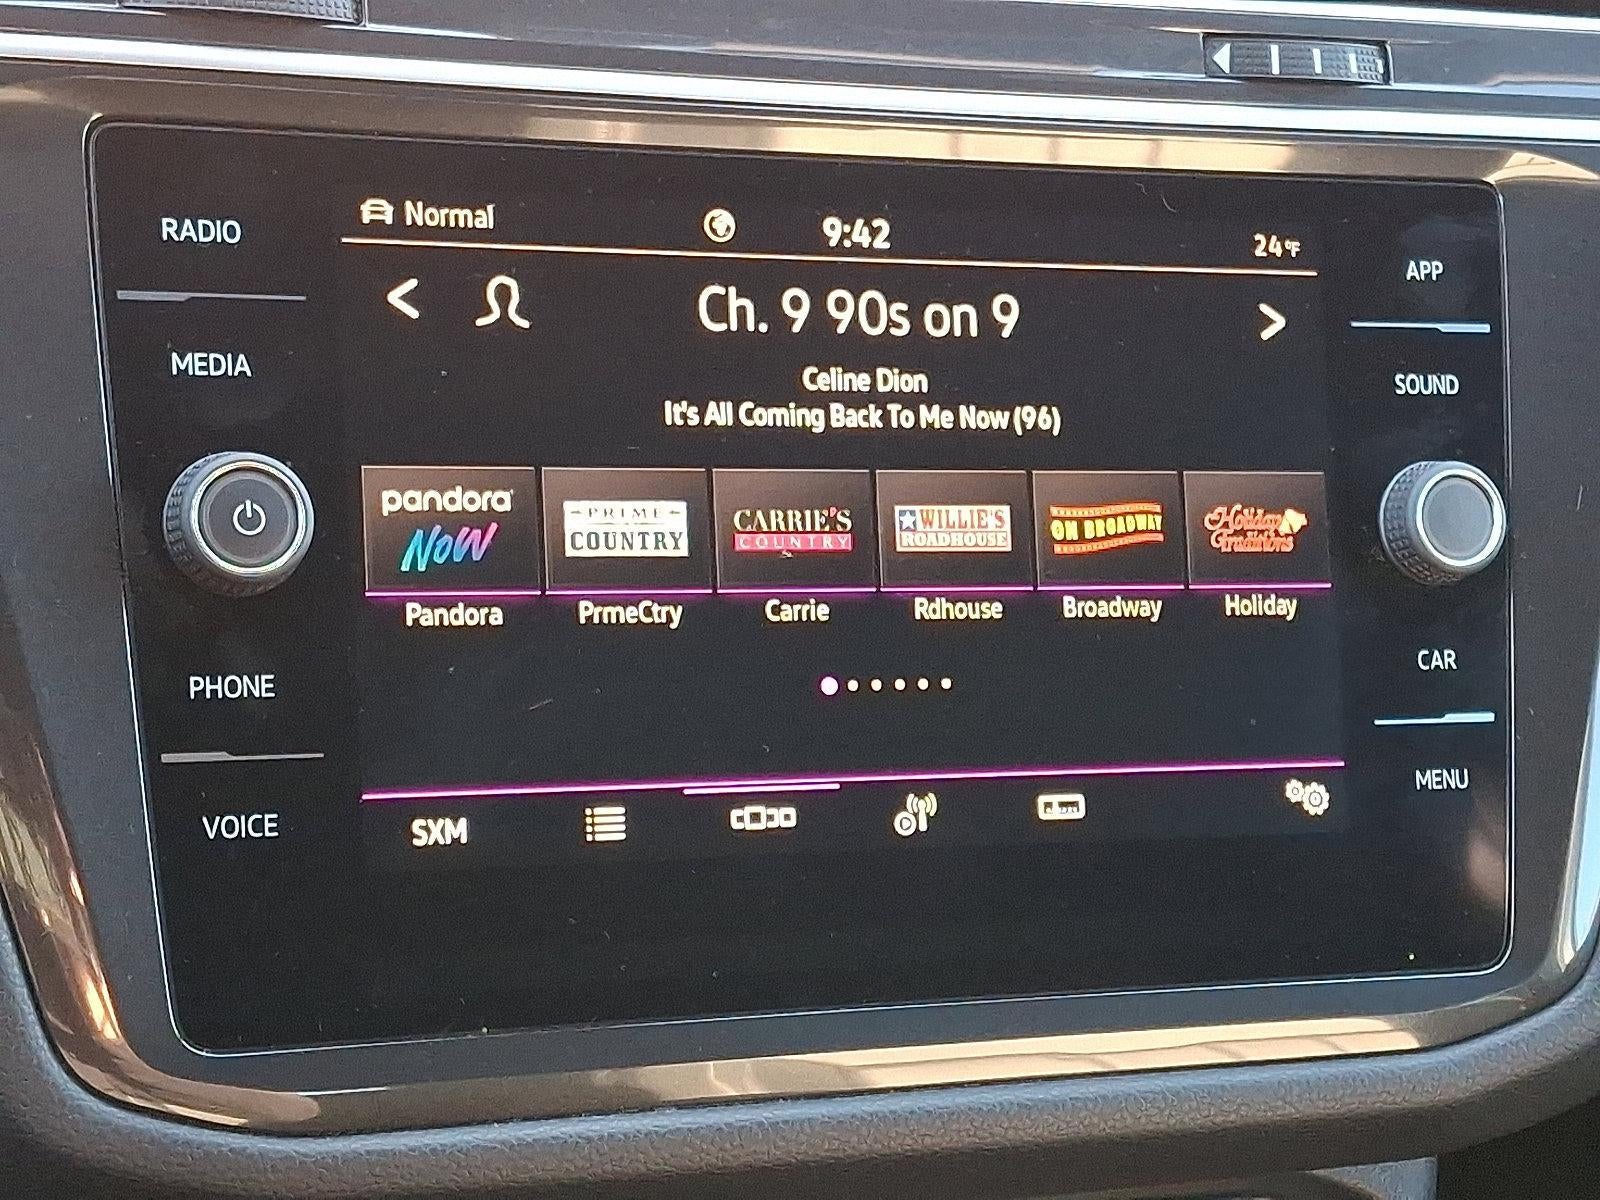 RADIO
MEDIA
PHONE
VOICE
Normal
9:42
24°F
Ch. 9 90s on 9
Celine Dion
It's All Coming Back To Me Now (96)
pandora
NOW
PRIME
COUNTRY
CARRIE'S
COUNTRY
WILLIE'S
ROADHOUSE
ON BROADWAY
Holiday
Traditions
Pandora
PrmeCtry
Carrie
Rdhouse
Broadway
Holiday
SXM
APP
SOUND
CAR
MENU